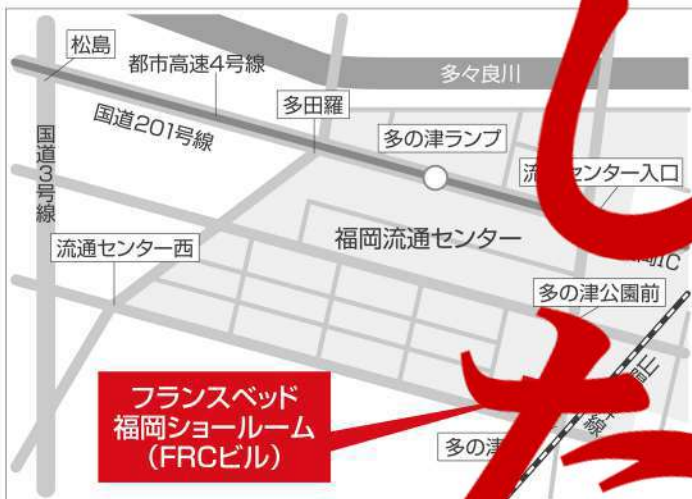 松島
都市高速4号線
多々良川
多田羅
国道201号線
多の津ランプ
国道3号線
流
センター入口
福岡流通センター
流通センター西
IC
多の津公園前
フランスベッド
福岡ショールーム
（FRCビル）
多の津
し
た